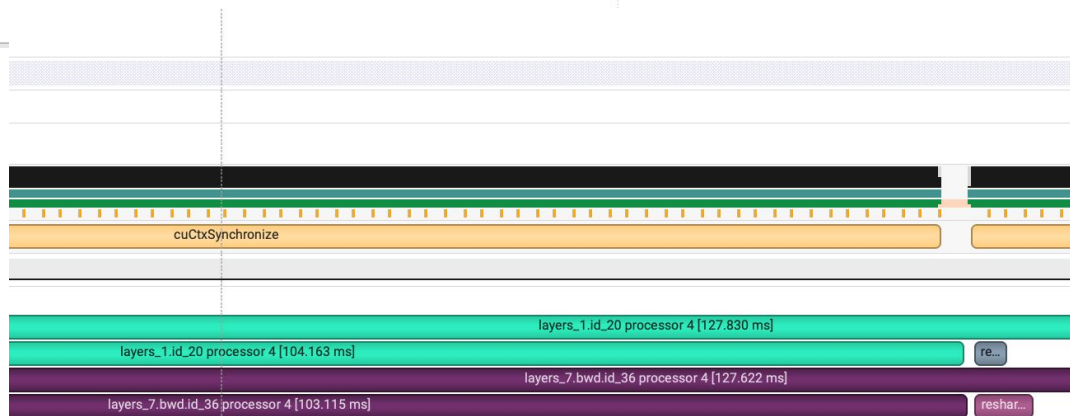 cuCtxSynchronize
layers_1.id_20 processor 4 [127.830 ms]
layers_1.id_20 processor 4 [104.163 ms]
re...
layers_7.bwd.id_36 processor 4 [127.622 ms]
layers_7.bwd.id_36 processor 4 [103.115 ms]
reshar...